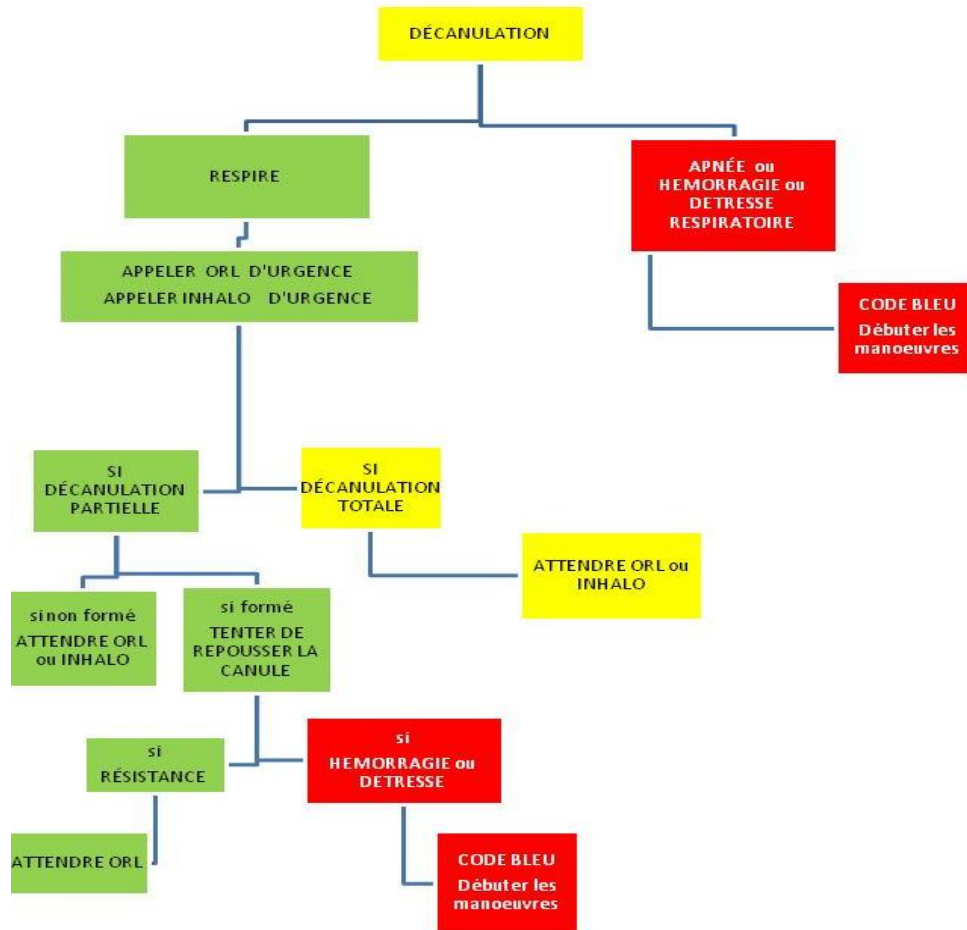 DÉCANULATION
RESPIRE
APNÉE ou
HEMORRAGIE ou
DETRESSE
RESPIRATOIRE
APPELER ORL D'URGENCE
APPELER INHALO D'URGENCE
CODE BLEU
Débuter les
manoeuvres
SI
DÉCANULATION
PARTIELLE
SI
DÉCANULATION
TOTALE
ATTENDRE ORL ou
INHALO
si non formé
ATTENDRE ORL
ou INHALO
si formé
TENTER DE
REPOUSSER LA
CANULE
si
RÉSISTANCE
si
HEMORRAGIE ou
DETRESSE
ATTENDRE ORL
CODE BLEU
Débuter les
manoeuvres